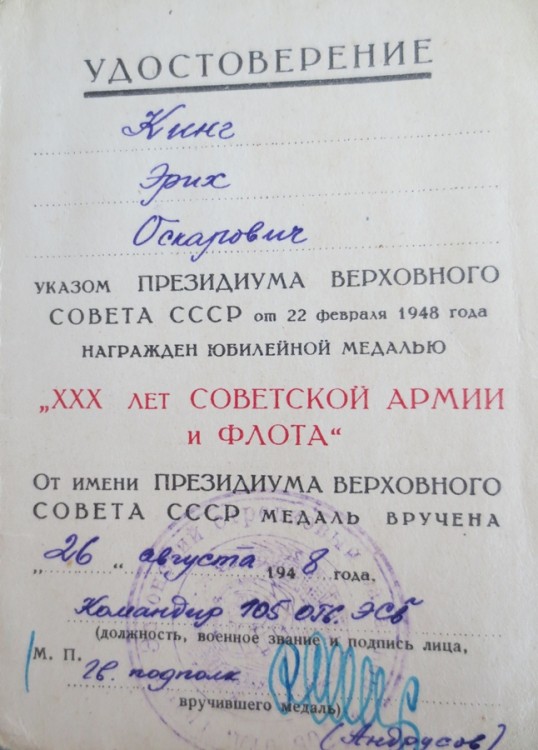 УДОСТОВЕРЕНИЕ
Кинг
Эрих
Оскарович
указом ПРЕЗИДИУМА ВЕРХОВНОГО
СОВЕТА СССР от 22 февраля 1948 года
НАГРАЖДЕН ЮБИЛЕЙНОЙ МЕДАЛЬЮ
„XXX ЛЕТ СОВЕТСКОЙ АРМИИ
и ФЛОТА“
От имени ПРЕЗИДИУМА ВЕРХОВНОГО
СОВЕТА СССР МЕДАЛЬ ВРУЧЕНА
„26“ августа 1948 года,
Командир 105 отб. ЭСб
(должность, военное звание и подпись лица,
М. П. Гв. подполк
вручившего медаль)
(Андрусов)